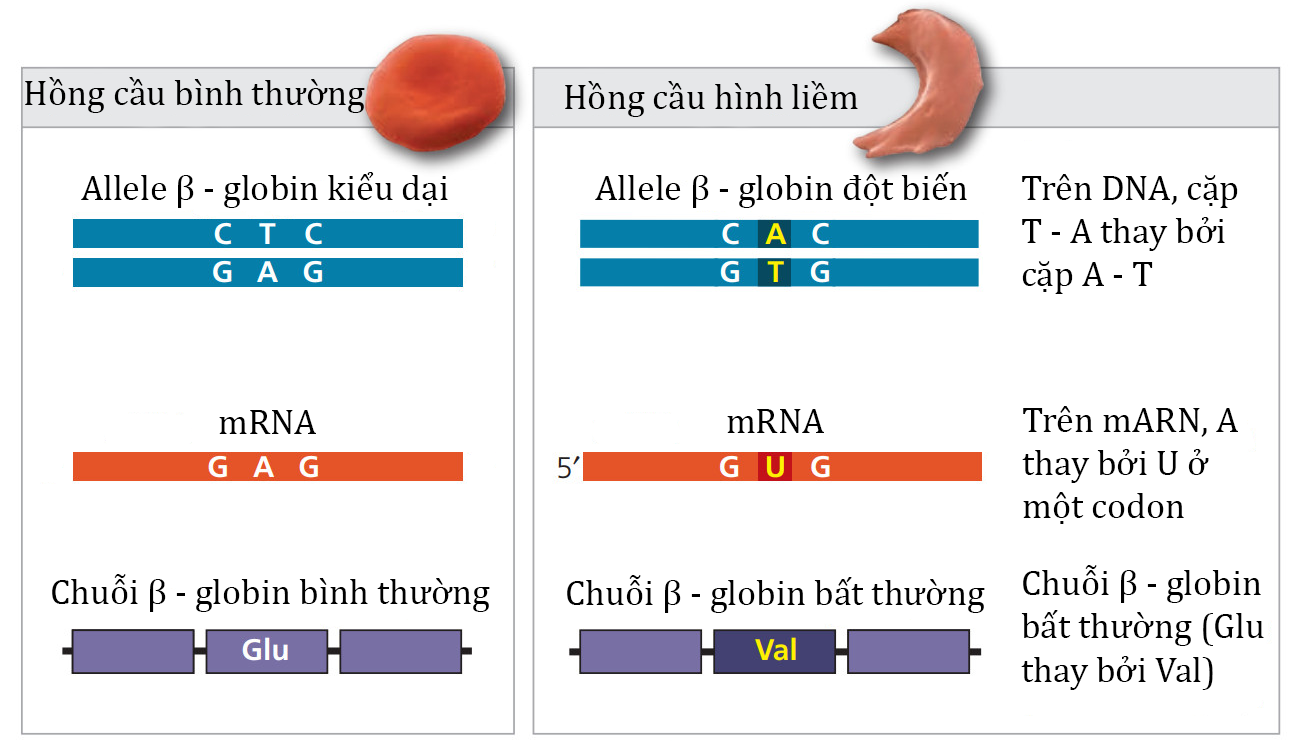 Hồng cầu bình thường
Allele β - globin kiểu dại
C T C
G A G
mRNA
G A G
Chuỗi β - globin bình thường
Glu
Hồng cầu hình liềm
Allele β - globin đột biến
C A C
G T G
Trên DNA, cặp
T - A thay bởi
cặp A - T
mRNA
5′ G U G
Trên mARN, A
thay bởi U ở
một codon
Chuỗi β - globin bất thường
Val
Chuỗi β - globin
bất thường (Glu
thay bởi Val)